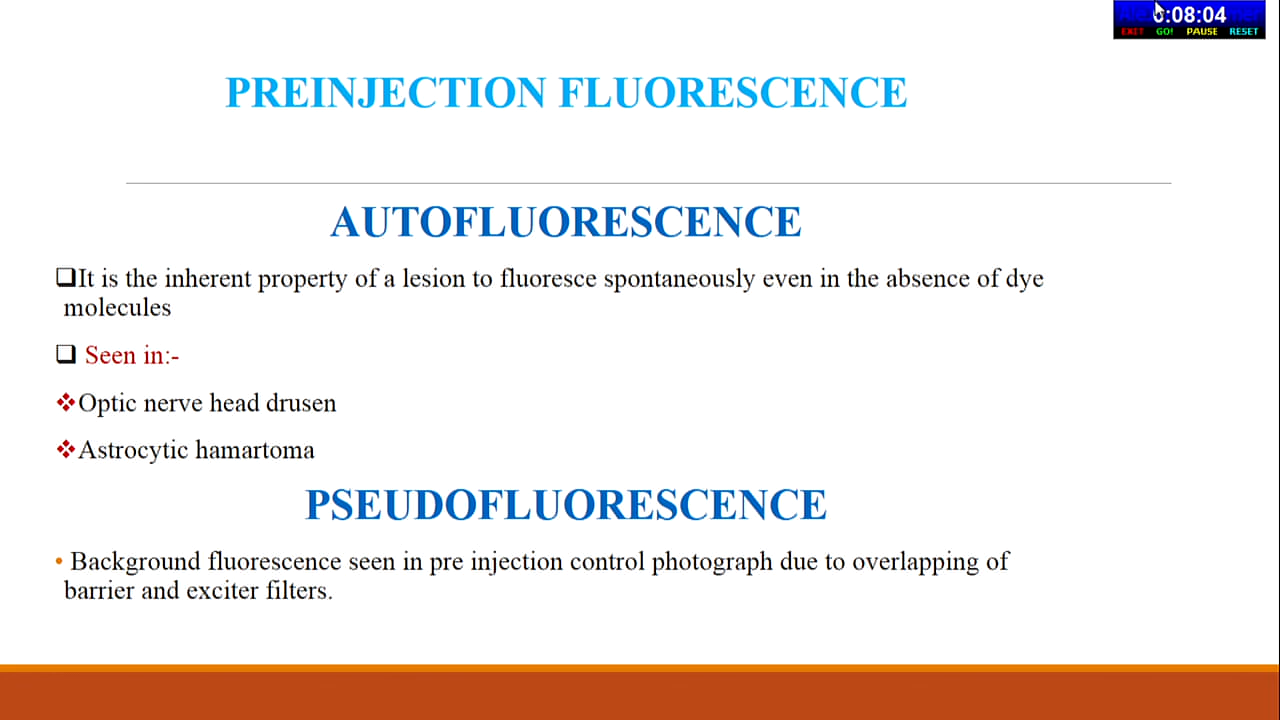 0:08:04
EXIT GO! PAUSE RESET
PREINJECTION FLUORESCENCE
AUTOFLUORESCENCE
It is the inherent property of a lesion to fluoresce spontaneously even in the absence of dye
molecules
Seen in:-
Optic nerve head drusen
Astrocytic hamartoma
PSEUDOFLUORESCENCE
• Background fluorescence seen in pre injection control photograph due to overlapping of
barrier and exciter filters.